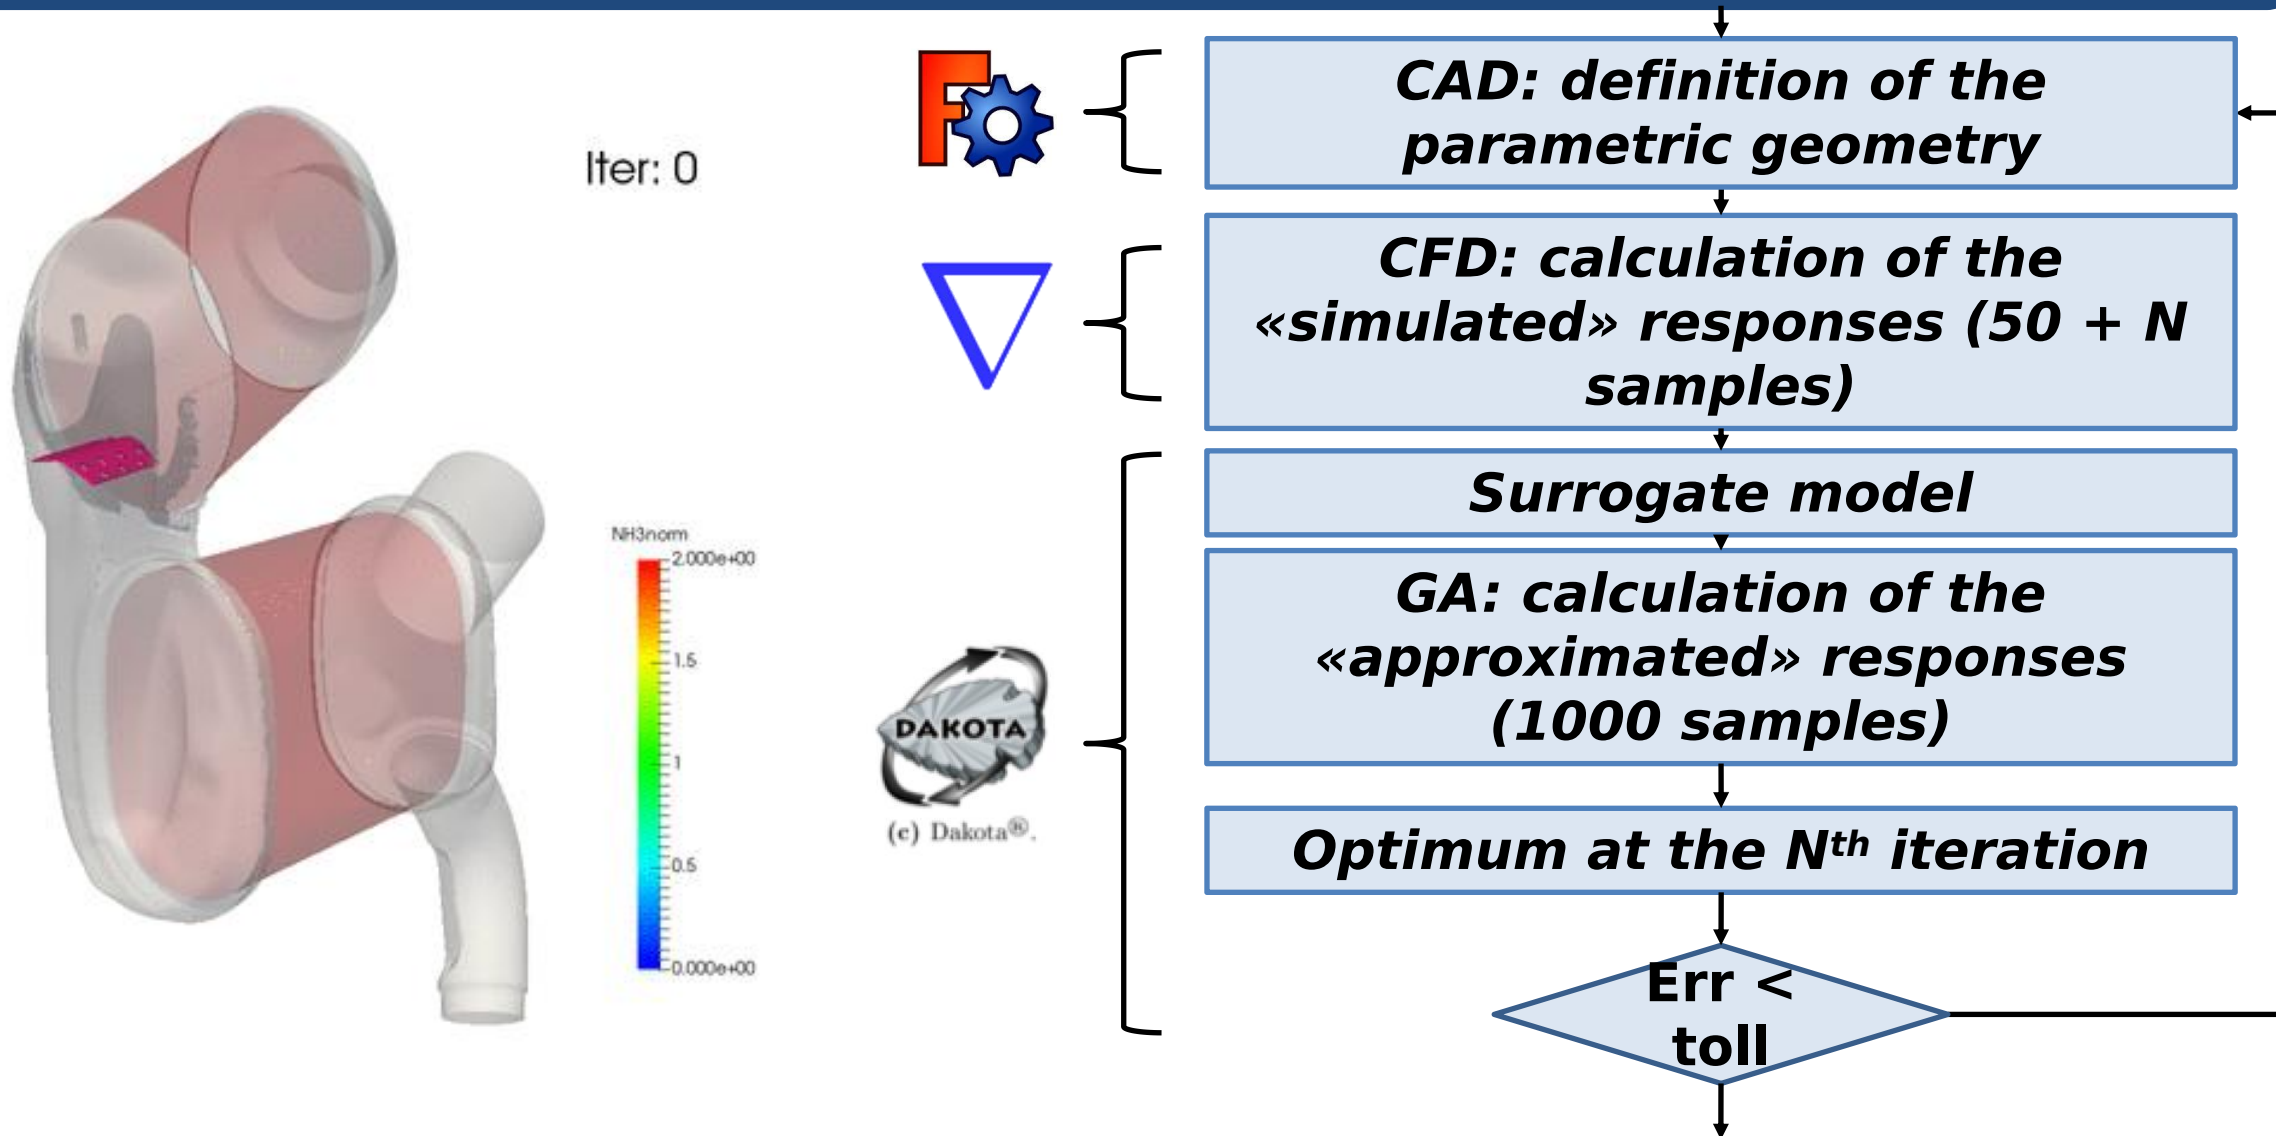 Iter: 0
NH3norm
2.000e+00
1.5
1
0.5
0.000e+00
DAKOTA
(c) Dakota®.
CAD: definition of the
parametric geometry
CFD: calculation of the
«simulated» responses (50 + N
samples)
Surrogate model
GA: calculation of the
«approximated» responses
(1000 samples)
Optimum at the Nth iteration
Err <
toll